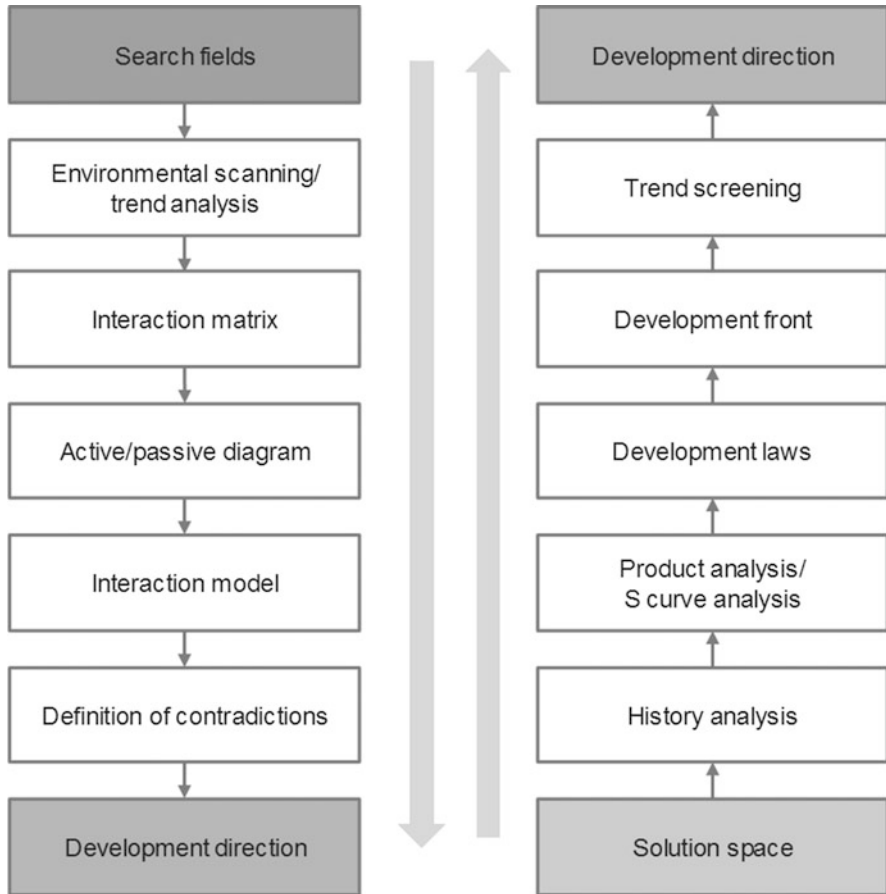 Search fields
Environmental scanning/
trend analysis
Interaction matrix
Active/passive diagram
Interaction model
Definition of contradictions
Development direction
Development direction
Trend screening
Development front
Development laws
Product analysis/
S curve analysis
History analysis
Solution space